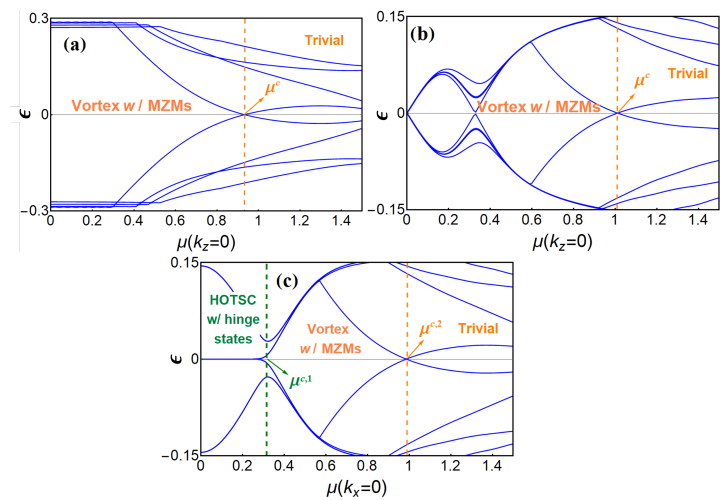 (a)
Trivial
Vortex w/ MZMs
μᶜ
ϵ
0.3
0
−0.3
0 0.2 0.4 0.6 0.8 1 1.2 1.4
μ(k_z=0)
(b)
0.15
Trivial
Vortex w/ MZMs
μᶜ
ϵ
0
−0.15
0 0.2 0.4 0.6 0.8 1 1.2 1.4
μ(k_z=0)
(c)
0.15
HOTSC
w/ hinge
states
Vortex
w/ MZMs
Trivial
μᶜ,²
μᶜ,¹
ϵ
0
−0.15
0 0.2 0.4 0.6 0.8 1 1.2 1.4
μ(k_x=0)